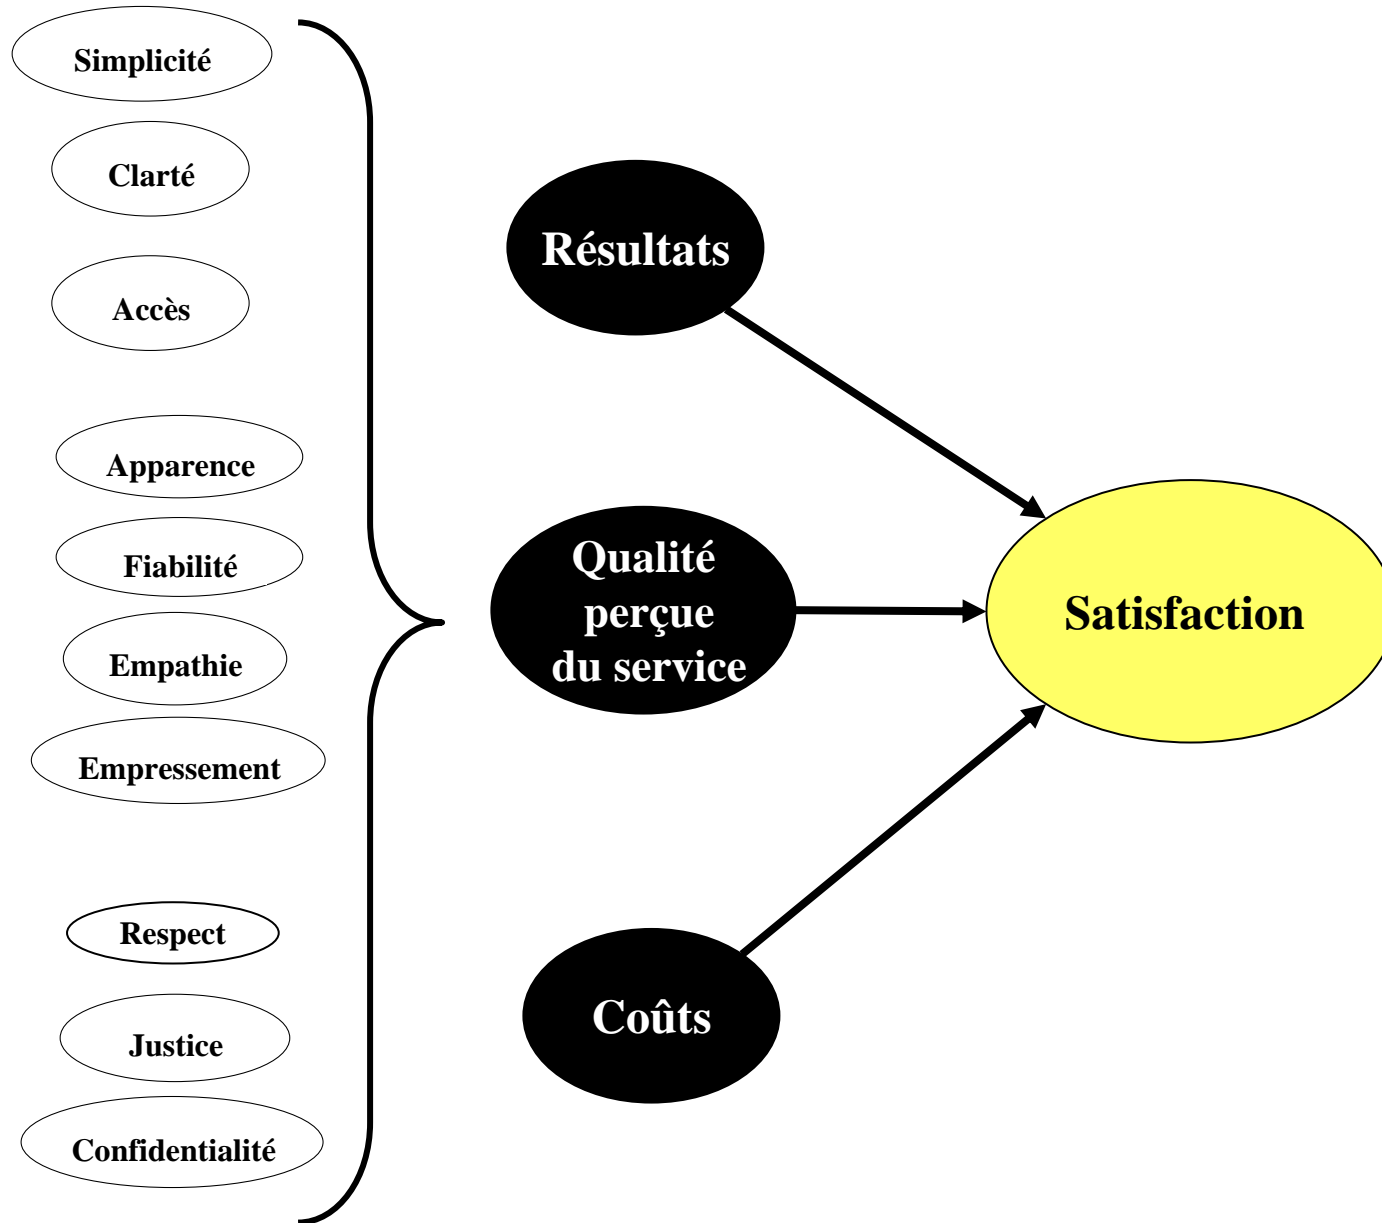 Simplicité
Clarté
Accès
Apparence
Fiabilité
Empathie
Empressement
Respect
Justice
Confidentialité
Résultats
Qualité
perçue
du service
Coûts
Satisfaction